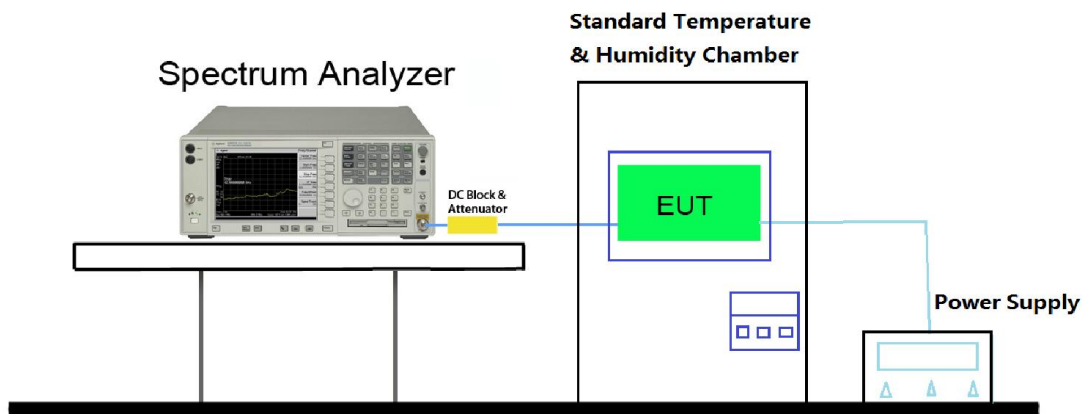 Standard Temperature
& Humidity Chamber
Spectrum Analyzer
DC Block &
Attenuator
EUT
Power Supply